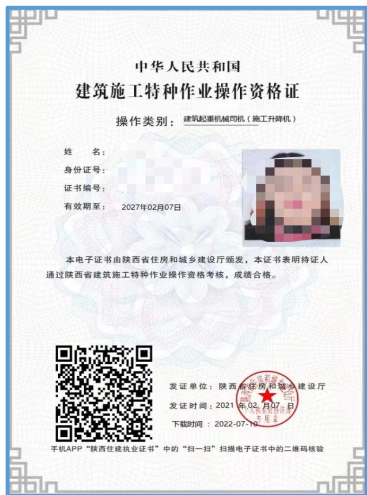 中华人民共和国
建筑施工特种作业操作资格证
操作类别：建筑起重机械司机（施工升降机）
姓 名：
身份证号：
证书编号：
有效期至：2027年02月07日
本电子证书由陕西省住房和城乡建设厅颁发，本证书表明持证人
通过陕西省建筑施工特种作业操作资格考核，成绩合格。
发证单位：陕西省住房和城乡建设厅
发证时间：2021年02月07日
下载时间：2022-07-10
手机APP“陕西住建执业证书”中的“扫一扫”扫描电子证书中的二维码核验